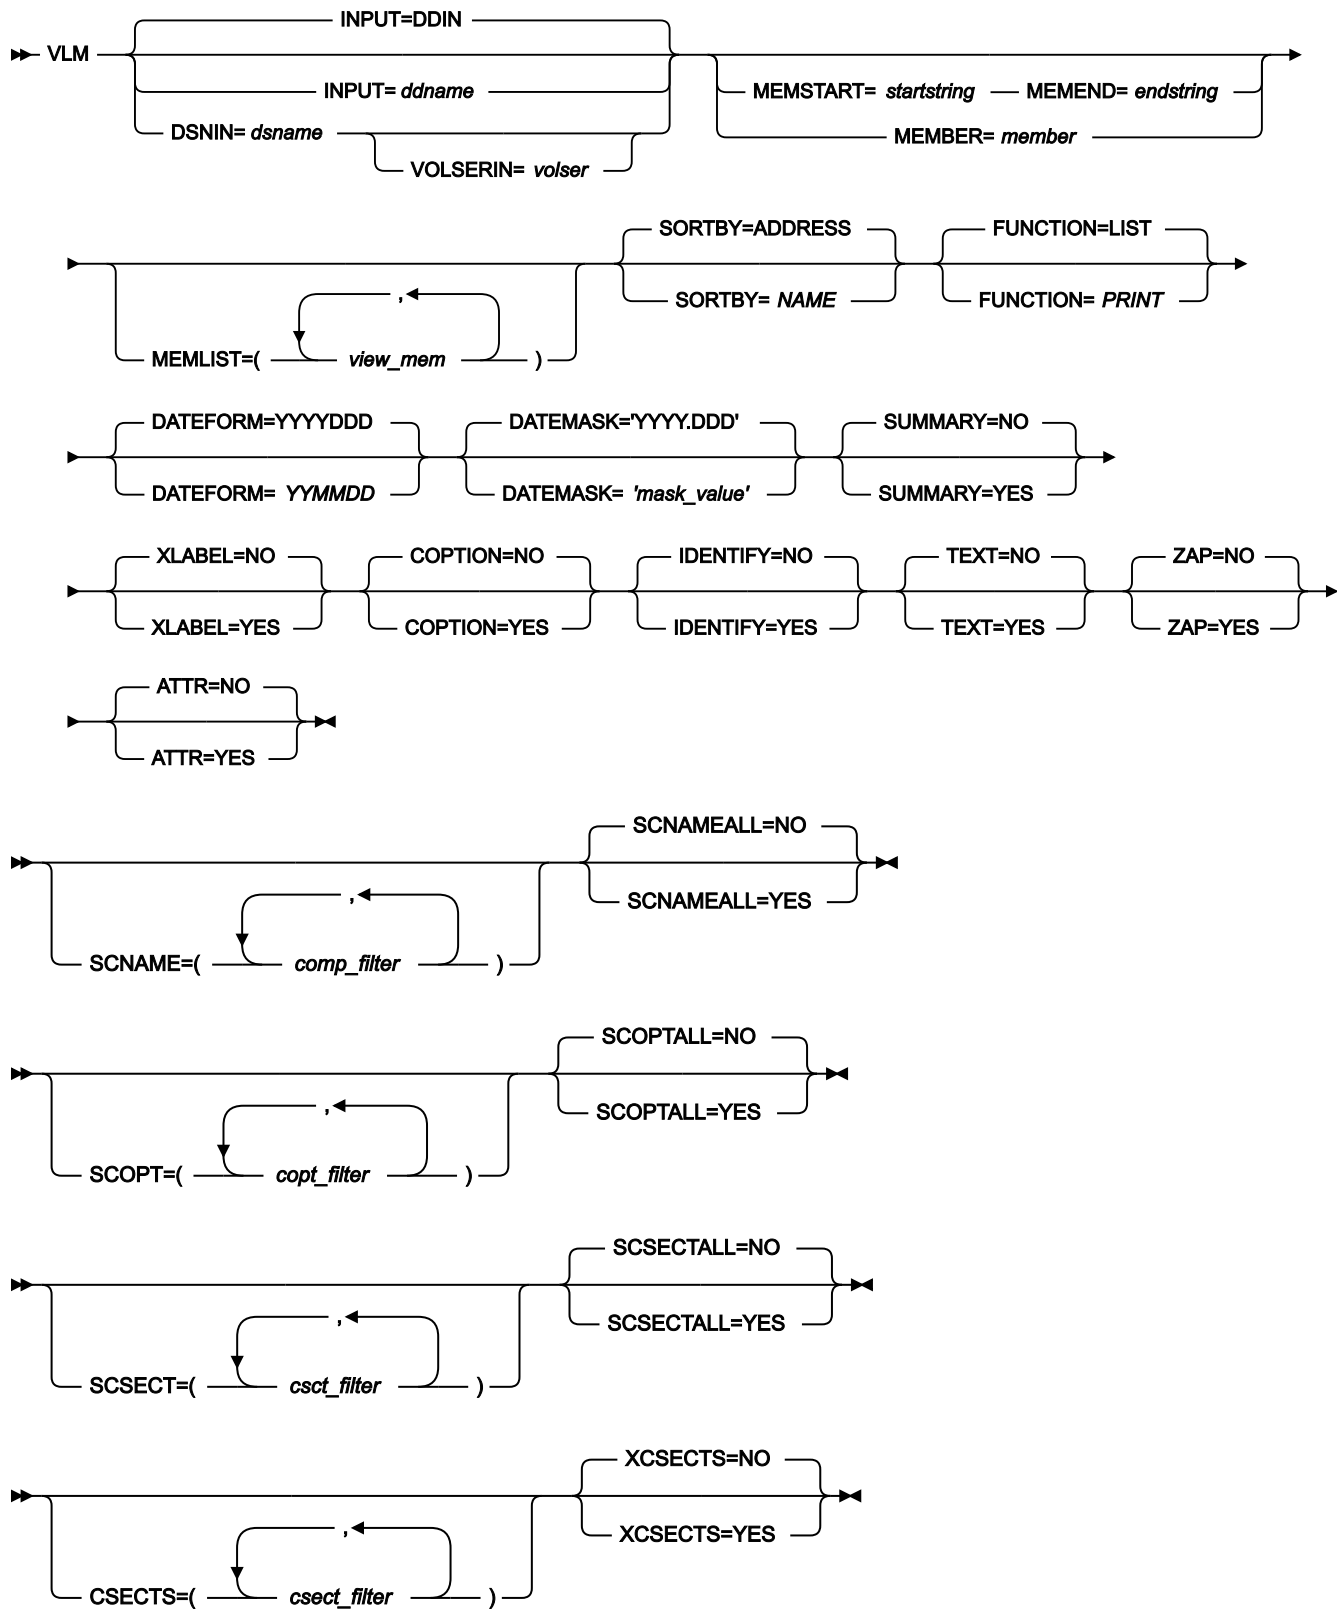 INPUT=DDIN
VLM
INPUT= ddname
MEMSTART= startstring MEMEND= endstring
DSNIN= dsname
MEMBER= member
VOLSERIN= volser
SORTBY=ADDRESS FUNCTION=LIST
SORTBY= NAME FUNCTION= PRINT
,
MEMLIST=( view_mem )
DATEFORM=YYYYDDD DATEMASK='YYYY.DDD' SUMMARY=NO
DATEFORM= YYMMDD DATEMASK= 'mask_value' SUMMARY=YES
XLABEL=NO COPTION=NO IDENTIFY=NO TEXT=NO ZAP=NO
XLABEL=YES COPTION=YES IDENTIFY=YES TEXT=YES ZAP=YES
ATTR=NO
ATTR=YES
SCNAMEALL=NO
, SCNAMEALL=YES
SCNAME=( comp_filter )
SCOPTALL=NO
, SCOPTALL=YES
SCOPT=( copt_filter )
SCSECTALL=NO
, SCSECTALL=YES
SCSECT=( csct_filter )
XCSECTS=NO
, XCSECTS=YES
CSECTS=( csect_filter )